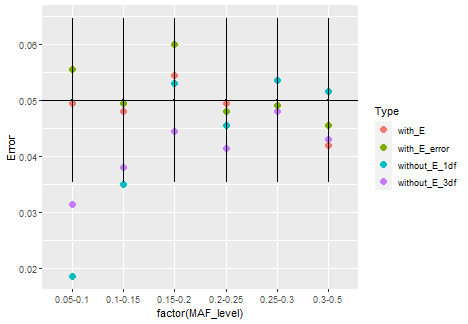 Error
0.06
0.05
0.04
0.03
0.02
0.05-0.1 0.1-0.15 0.15-0.2 0.2-0.25 0.25-0.3 0.3-0.5
factor(MAF_level)
Type
with_E
with_E_error
without_E_1df
without_E_3df